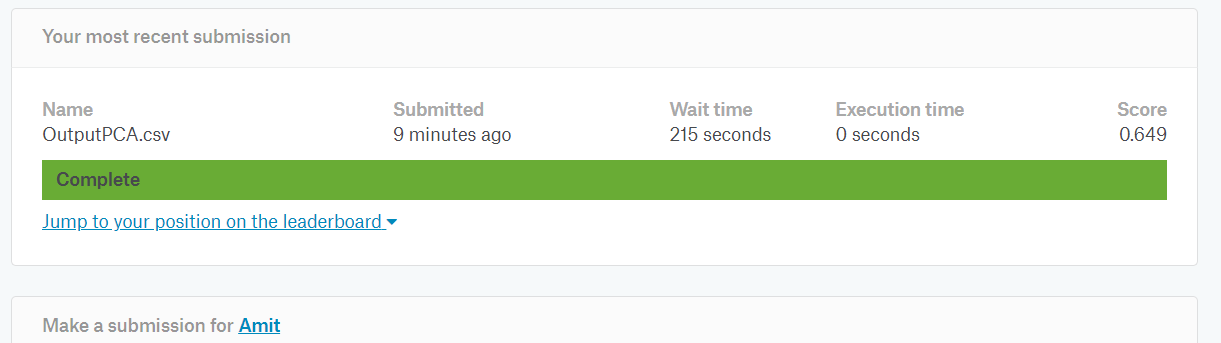 Your most recent submission
Name Submitted Wait time Execution time Score
OutputPCA.csv 9 minutes ago 215 seconds 0 seconds 0.649
Complete
Jump to your position on the leaderboard
Make a submission for Amit